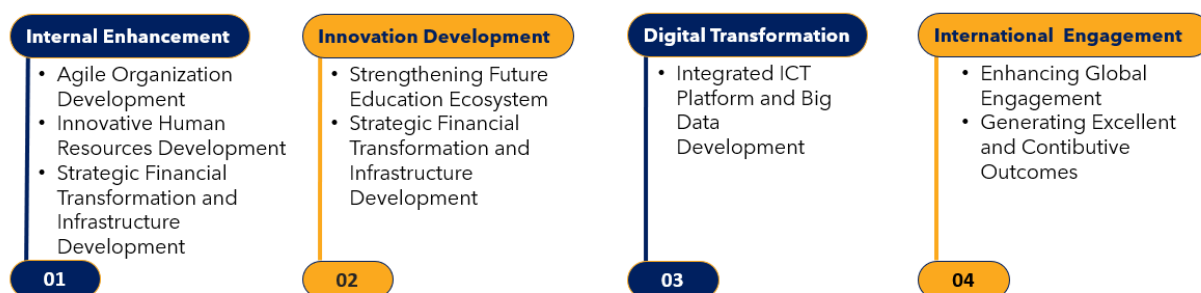 Internal Enhancement
• Agile Organization
Development
• Innovative Human
Resources Development
• Strategic Financial
Transformation and
Infrastructure
Development
01
Innovation Development
• Strengthening Future
Education Ecosystem
• Strategic Financial
Transformation and
Infrastructure
Development
02
Digital Transformation
• Integrated ICT
Platform and Big
Data
Development
03
International Engagement
• Enhancing Global
Engagement
• Generating Excellent
and Contibutive
Outcomes
04